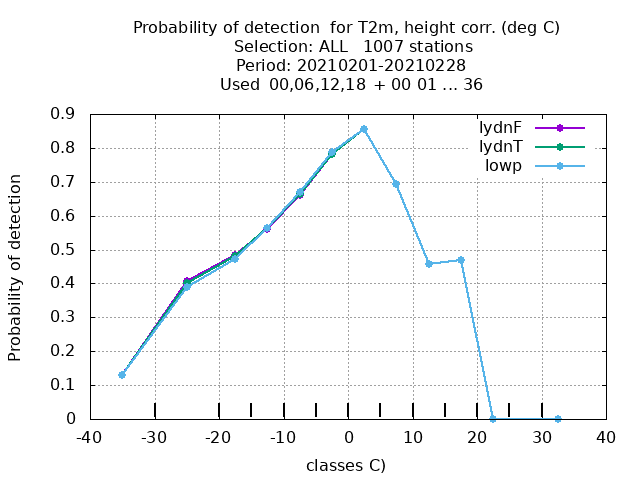 Probability of detection  for T2m, height corr. (deg C)
Selection: ALL   1007 stations
Period: 20210201-20210228
Used  00,06,12,18  + 00 01 ... 36
lydnF
lydnT
lowp
Probability of detection
0.9
0.8
0.7
0.6
0.5
0.4
0.3
0.2
0.1
0
-40 -30 -20 -10 0 10 20 30 40
classes C)